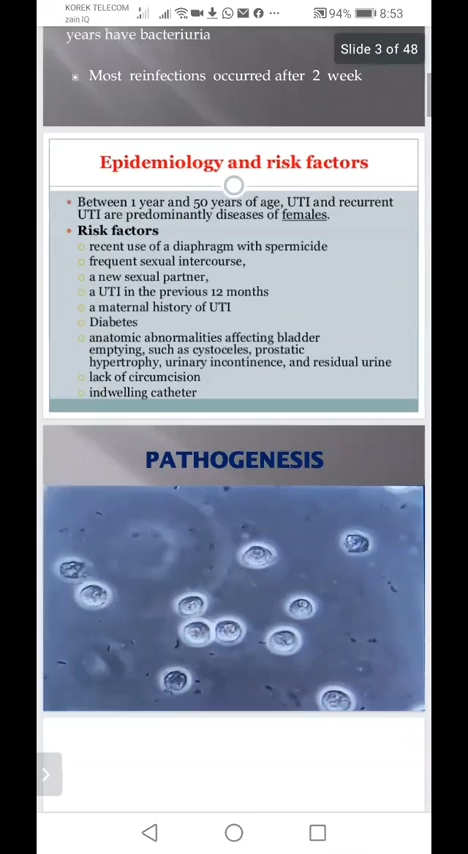 KOREK TELECOM
zain IQ
94% 8:53
years have bacteriuria
Slide 3 of 48
Most reinfections occurred after 2 week
Epidemiology and risk factors
• Between 1 year and 50 years of age, UTI and recurrent
UTI are predominantly diseases of females.
• Risk factors
recent use of a diaphragm with spermicide
frequent sexual intercourse,
a new sexual partner,
a UTI in the previous 12 months
a maternal history of UTI
Diabetes
anatomic abnormalities affecting bladder
emptying, such as cystoceles, prostatic
hypertrophy, urinary incontinence, and residual urine
lack of circumcision
indwelling catheter
PATHOGENESIS